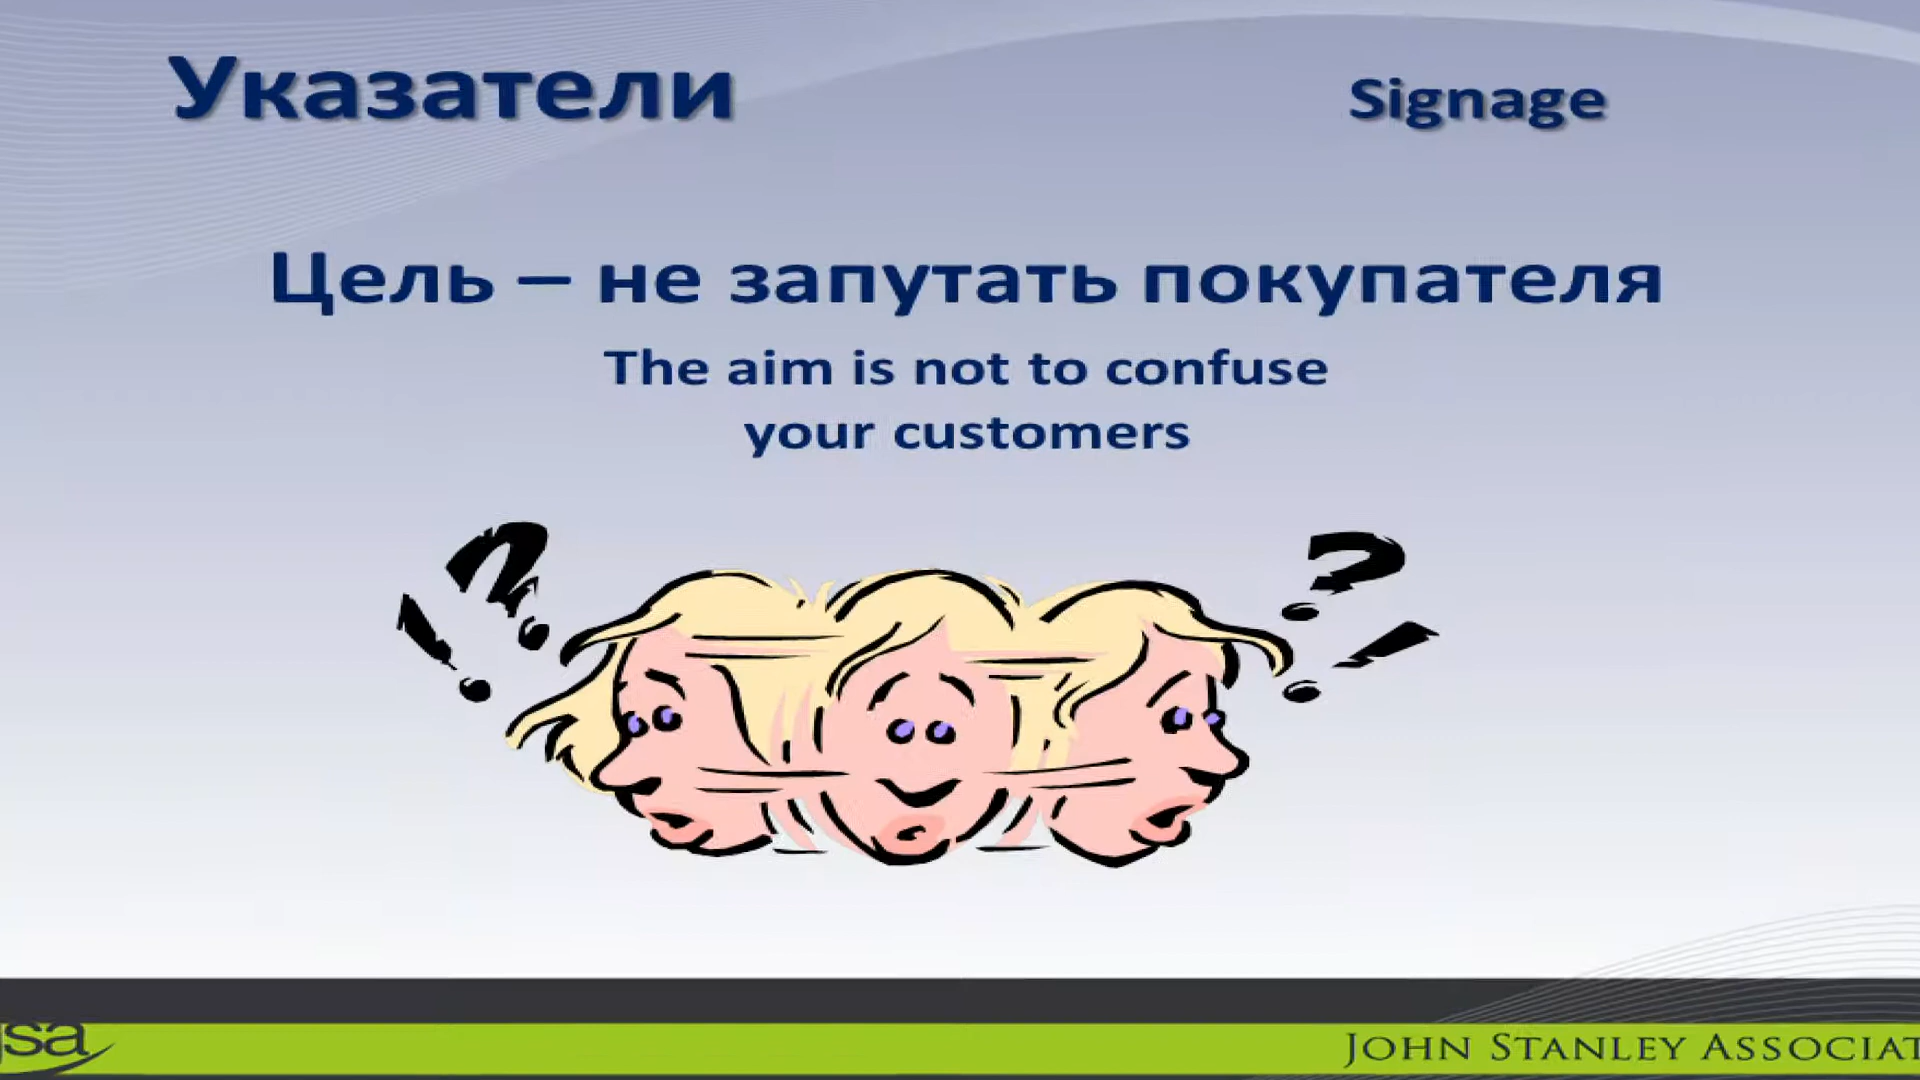 Указатели
Signage
Цель – не запутать покупателя
The aim is not to confuse
your customers
jsa
JOHN STANLEY ASSOCIAT